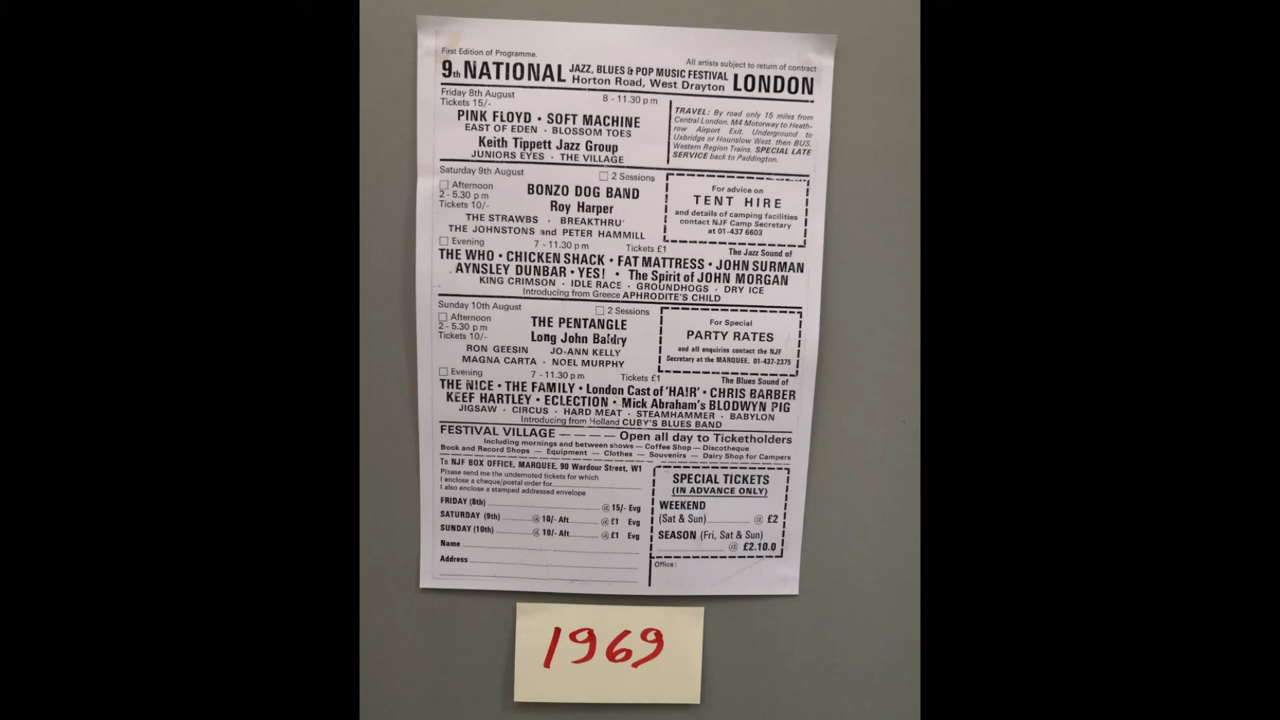 First Edition of Programme.
All artists subject to return of contract
9th NATIONAL JAZZ, BLUES & POP MUSIC FESTIVAL LONDON
Horton Road, West Drayton
Friday 8th August 8 - 11.30 pm
Tickets 15/-
PINK FLOYD · SOFT MACHINE
EAST OF EDEN · BLOSSOM TOES
Keith Tippett Jazz Group
JUNIORS EYES · THE VILLAGE
TRAVEL: By road only 15 miles from
Central London. M4 Motorway to Heath-
row Airport Exit. Underground to
Uxbridge or Hounslow West, then BUS.
Western Region Trains. SPECIAL LATE
SERVICE back to Paddington.
Saturday 9th August 2 Sessions
Afternoon
2 - 5.30 pm
Tickets 10/-
BONZO DOG BAND
Roy Harper
THE STRAWBS · BREAKTHRU'
THE JOHNSTONS and PETER HAMMILL
For advice on
TENT HIRE
and details of camping facilities
contact NJF Camp Secretary
at 01-437 6603
Evening 7 - 11.30 pm Tickets £1 The Jazz Sound of
THE WHO · CHICKEN SHACK · FAT MATTRESS · JOHN SURMAN
AYNSLEY DUNBAR · YES! · The Spirit of JOHN MORGAN
KING CRIMSON · IDLE RACE · GROUNDHOGS · DRY ICE
Introducing from Greece APHRODITE'S CHILD
Sunday 10th August 2 Sessions
Afternoon
2 - 5.30 pm
Tickets 10/-
THE PENTANGLE
Long John Baldry
RON GEESIN JO-ANN KELLY
MAGNA CARTA · NOEL MURPHY
For Special
PARTY RATES
and all enquiries contact the NJF
Secretary at the MARQUEE. 01-437-2375
Evening 7 - 11.30 pm Tickets £1 The Blues Sound of
THE NICE · THE FAMILY · London Cast of 'HAIR' · CHRIS BARBER
KEEF HARTLEY · ECLECTION · Mick Abraham's BLODWYN PIG
JIGSAW · CIRCUS · HARD MEAT · STEAMHAMMER · BABYLON
Introducing from Holland CUBY'S BLUES BAND
FESTIVAL VILLAGE — — — — Open all day to Ticketholders
Including mornings and between shows — Coffee Shop — Discotheque
Book and Record Shops — Equipment — Clothes — Souvenirs — Dairy Shop for Campers
To NJF BOX OFFICE, MARQUEE, 90 Wardour Street, W1
Please send me the undernoted tickets for which
I enclose a cheque/postal order for
I also enclose a stamped addressed envelope
FRIDAY (8th) @ 15/- Evg
SATURDAY (9th) @ 10/- Aft @ £1 Evg
SUNDAY (10th) @ 10/- Aft @ £1 Evg
Name
Address
SPECIAL TICKETS
(IN ADVANCE ONLY)
WEEKEND
(Sat & Sun) @ £2
SEASON (Fri, Sat & Sun)
@ £2.10.0
Office:
1969